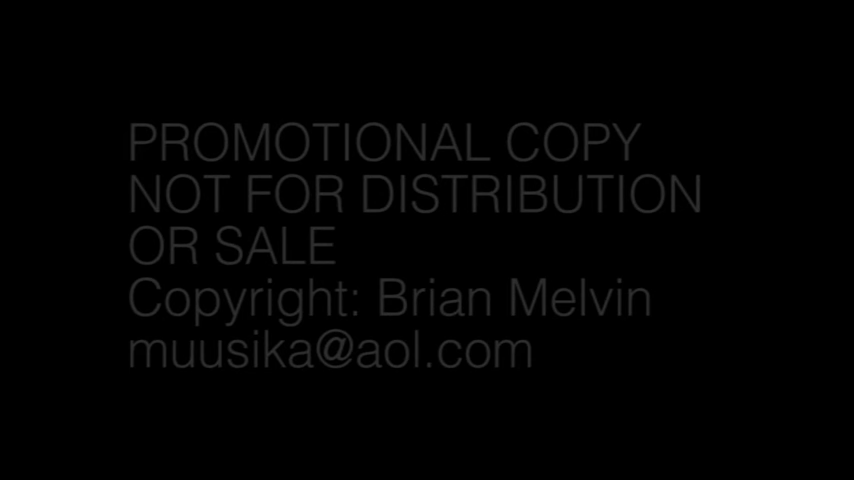 PROMOTIONAL COPY
NOT FOR DISTRIBUTION
OR SALE
Copyright: Brian Melvin
muusika@aol.com